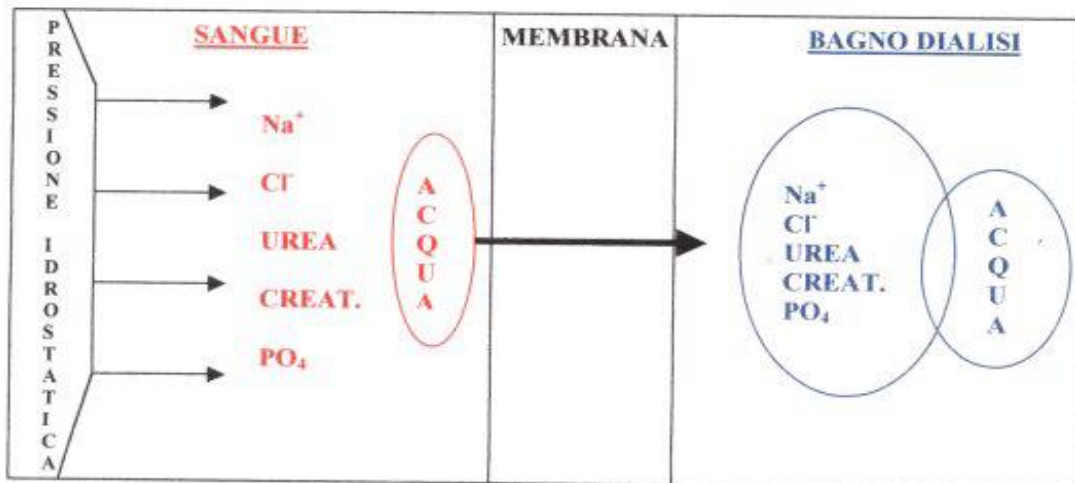 PRESSIONE IDROSTATICA
SANGUE
Na⁺
Cl⁻
UREA
CREAT.
PO₄
ACQUA
MEMBRANA
BAGNO DIALISI
Na⁺
Cl⁻
UREA
CREAT.
PO₄
ACQUA